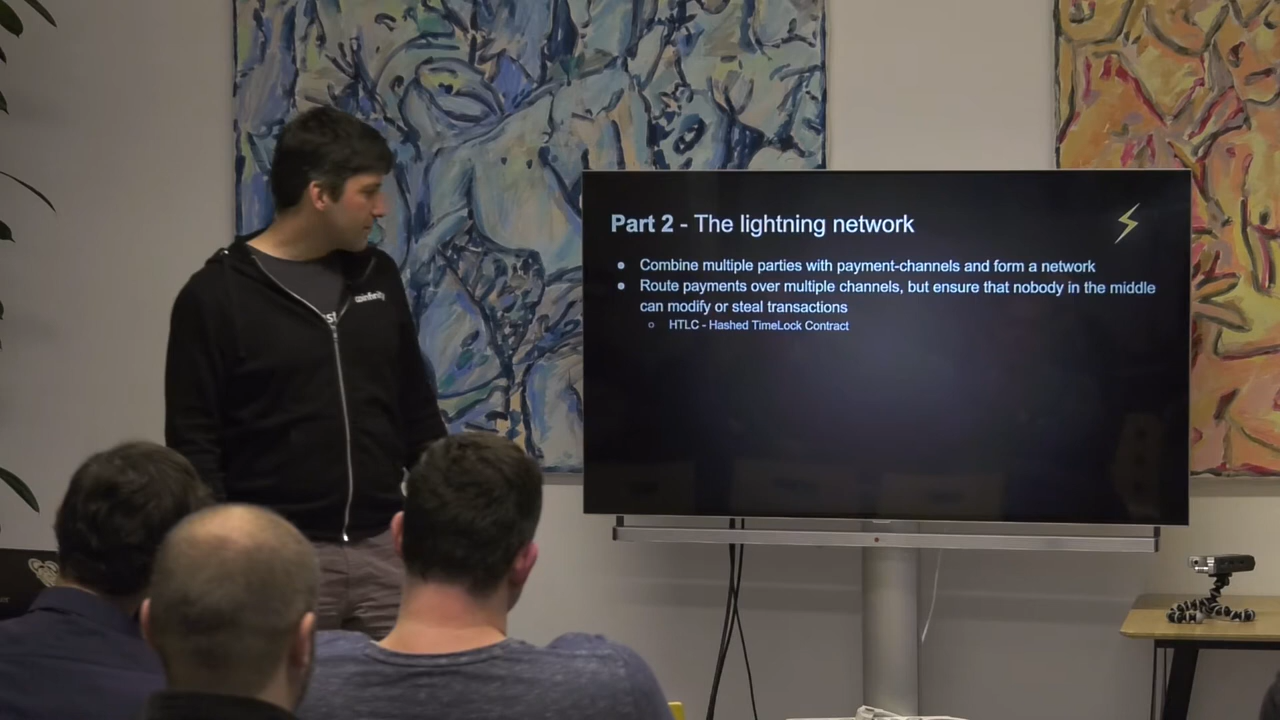 Part 2 - The lightning network
● Combine multiple parties with payment-channels and form a network
● Route payments over multiple channels, but ensure that nobody in the middle
can modify or steal transactions
○ HTLC - Hashed TimeLock Contract
coinfinity